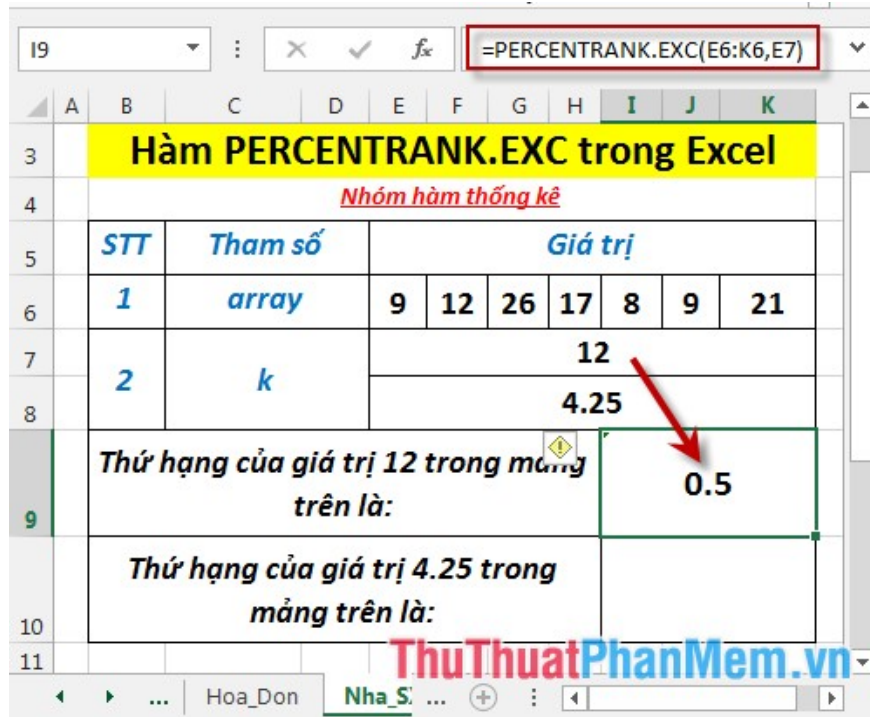 I9 fx =PERCENTRANK.EXC(E6:K6,E7)
A B C D E F G H I J K
3 Hàm PERCENTRANK.EXC trong Excel
4 Nhóm hàm thống kê
5 STT Tham số Giá trị
6 1 array 9 12 26 17 8 9 21
7 12
2 k
8 4.25
Thứ hạng của giá trị 12 trong mảng
9 trên là: 0.5
Thứ hạng của giá trị 4.25 trong
10 mảng trên là:
11 ThuThuatPhanMem.vn
... Hoa_Don Nha_S ...